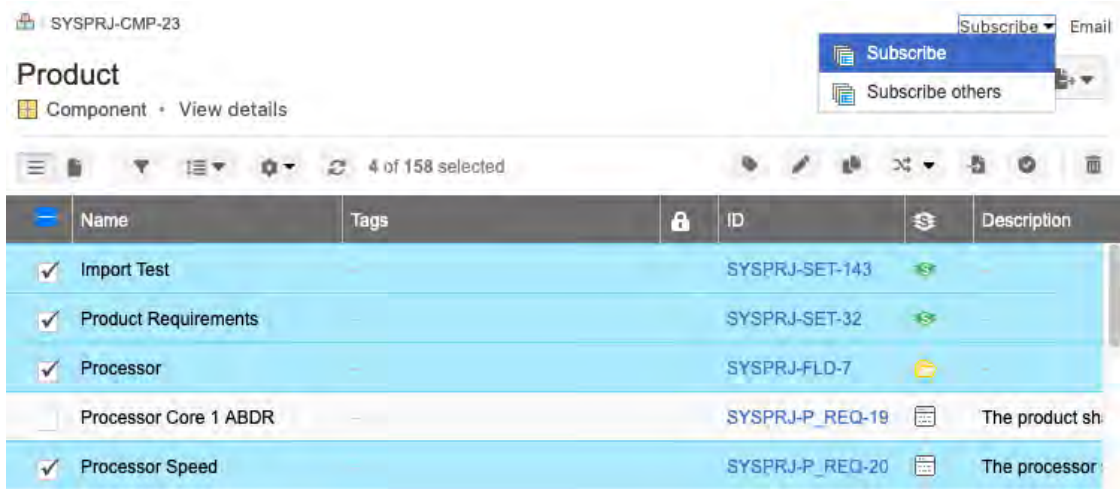 SYSPRJ-CMP-23
Subscribe Email
Subscribe
Subscribe others
Product
Component • View details
4 of 158 selected
Name Tags ID Description
Import Test SYSPRJ-SET-143
Product Requirements SYSPRJ-SET-32
Processor SYSPRJ-FLD-7
Processor Core 1 ABDR SYSPRJ-P_REQ-19 The product sh
Processor Speed SYSPRJ-P_REQ-20 The processor